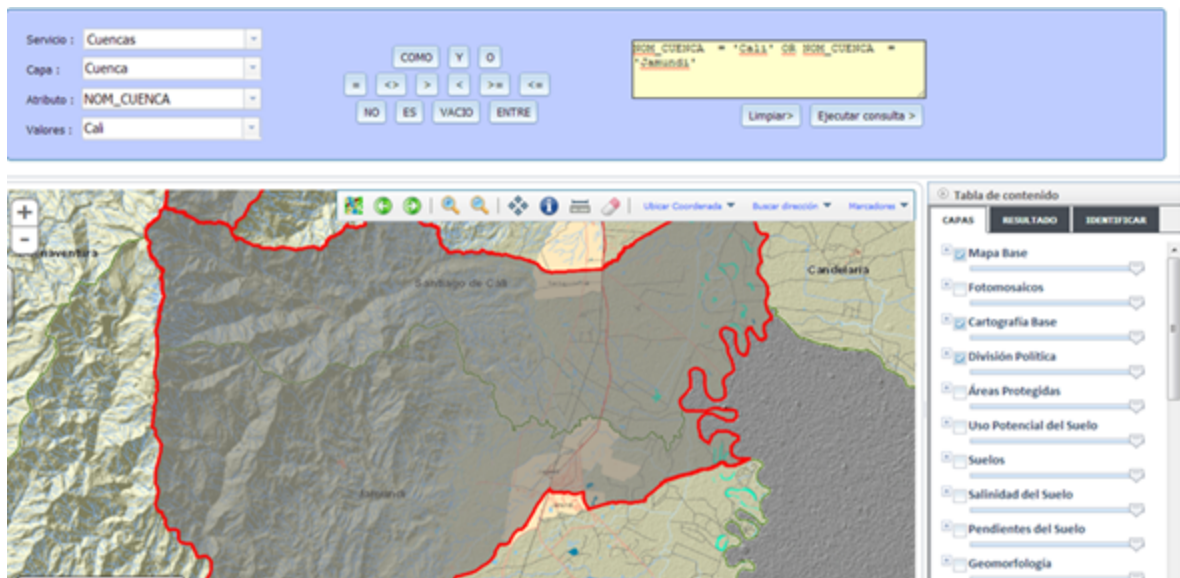 Servicio : Cuencas
Capa : Cuenca
Atributo : NOM_CUENCA
Valores : Cali
COMO Y O
= <> > < >= <=
NO ES VACIO ENTRE
NOM_CUENCA = 'Cali' OR NOM_CUENCA =
'Jamundi'
Limpiar> Ejecutar consulta >
+
-
Ubicar Coordenada Buscar dirección Marcadores
Santiago de Cali
Candelaria
Jamundí
Tabla de contenido
CAPAS RESULTADO IDENTIFICAR
Mapa Base
Fotomosaicos
Cartografía Base
División Política
Áreas Protegidas
Uso Potencial del Suelo
Suelos
Salinidad del Suelo
Pendientes del Suelo
Geomorfología